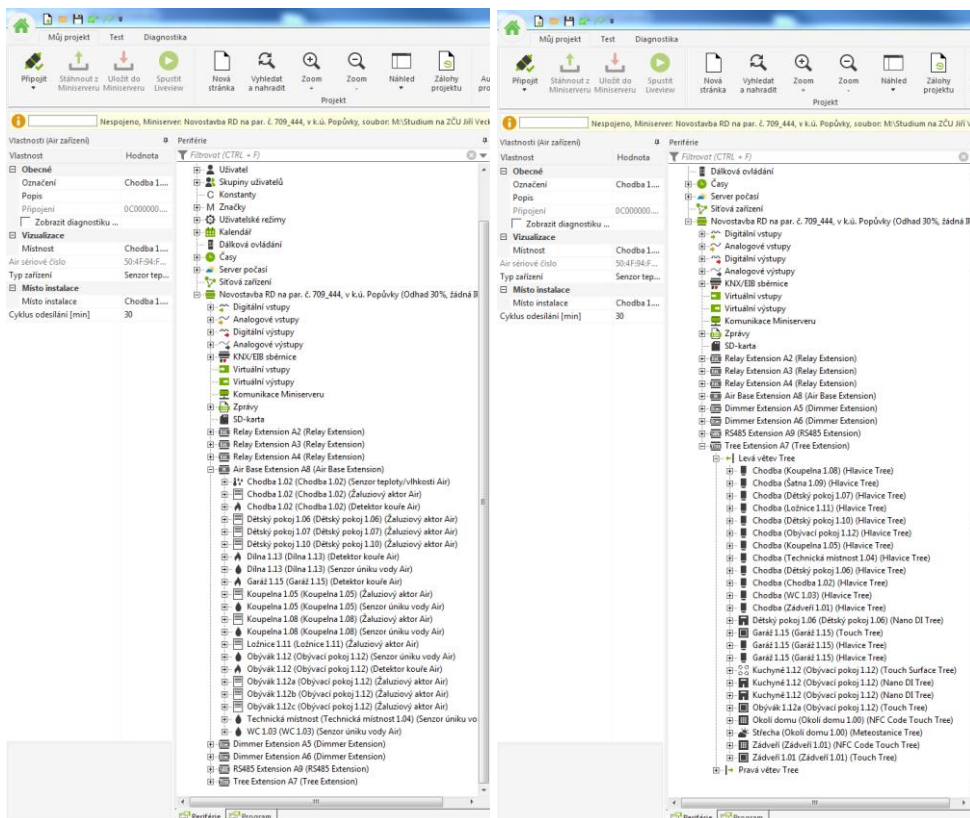 Můj projekt Test Diagnostika
Připojit
Stáhnout z Miniserveru
Uložit do Miniserveru
Spustit Liveview
Nová stránka
Vyhledat a nahradit
Zoom +
Zoom -
Náhled
Zálohy projektu
Projekt
Nespojeno, Miniserver: Novostavba RD na par. č. 709_444, v k.ú. Popůvky, soubor: M:\Studium na ZČU Jiří
Vlastnosti (Air zařízení)
Vlastnost Hodnota
Obecné
Označení Chodba 1....
Popis
Připojení 0C000000....
Zobrazit diagnostiku ...
Vizualizace
Místnost Chodba 1....
Air sériové číslo 50:4F:94:F...
Typ zařízení Senzor tep...
Místo instalace
Místo instalace Chodba 1....
Cyklus odesílání [min] 30
Periférie
Filtrovat (CTRL + F)
Uživatel
Skupiny uživatelů
Konstanty
Značky
Uživatelské režimy
Kalendář
Dálková ovládání
Časy
Server počasí
Síťová zařízení
Novostavba RD na par. č. 709_444, v k.ú. Popůvky (Odhad 30%, žádná
Digitální vstupy
Analogové vstupy
Digitální výstupy
Analogové výstupy
KNX/EIB sběrnice
Virtuální vstupy
Virtuální výstupy
Komunikace Miniserveru
Zprávy
SD-karta
Relay Extension A2 (Relay Extension)
Relay Extension A3 (Relay Extension)
Relay Extension A4 (Relay Extension)
Air Base Extension A8 (Air Base Extension)
Chodba 1.02 (Chodba 1.02) (Senzor teploty/vlhkosti Air)
Chodba 1.02 (Chodba 1.02) (Žaluziový aktor Air)
Chodba 1.02 (Chodba 1.02) (Detektor kouře Air)
Dětský pokoj 1.06 (Dětský pokoj 1.06) (Žaluziový aktor Air)
Dětský pokoj 1.07 (Dětský pokoj 1.07) (Žaluziový aktor Air)
Dětský pokoj 1.10 (Dětský pokoj 1.10) (Žaluziový aktor Air)
Dílna 1.13 (Dílna 1.13) (Detektor kouře Air)
Dílna 1.13 (Dílna 1.13) (Senzor úniku vody Air)
Garáž 1.15 (Garáž 1.15) (Detektor kouře Air)
Koupelna 1.05 (Koupelna 1.05) (Žaluziový aktor Air)
Koupelna 1.05 (Koupelna 1.05) (Senzor úniku vody Air)
Koupelna 1.08 (Koupelna 1.08) (Žaluziový aktor Air)
Koupelna 1.08 (Koupelna 1.08) (Senzor úniku vody Air)
Ložnice 1.11 (Ložnice 1.11) (Žaluziový aktor Air)
Obývák 1.12 (Obývací pokoj 1.12) (Senzor úniku vody Air)
Obývák 1.12 (Obývací pokoj 1.12) (Detektor kouře Air)
Obývák 1.12a (Obývací pokoj 1.12) (Žaluziový aktor Air)
Obývák 1.12b (Obývací pokoj 1.12) (Žaluziový aktor Air)
Obývák 1.12c (Obývací pokoj 1.12) (Žaluziový aktor Air)
Technická místnost (Technická místnost 1.04) (Senzor úniku vo
WC 1.03 (WC 1.03) (Senzor úniku vody Air)
Dimmer Extension A5 (Dimmer Extension)
Dimmer Extension A6 (Dimmer Extension)
RS485 Extension A9 (RS485 Extension)
Tree Extension A7 (Tree Extension)
Periférie Program
Můj projekt Test Diagnostika
Připojit
Stáhnout z Miniserveru
Uložit do Miniserveru
Spustit Liveview
Nová stránka
Vyhledat a nahradit
Zoom +
Zoom -
Náhled
Zálohy projektu
Projekt
Nespojeno, Miniserver: Novostavba RD na par. č. 709_444, v k.ú. Popůvky, soubor: M:\Studium na ZČU Jiří
Vlastnosti (Air zařízení)
Vlastnost Hodnota
Obecné
Označení Chodba 1....
Popis
Připojení 0C000000....
Zobrazit diagnostiku ...
Vizualizace
Místnost Chodba 1....
Air sériové číslo 50:4F:94:F...
Typ zařízení Senzor tep...
Místo instalace
Místo instalace Chodba 1....
Cyklus odesílání [min] 30
Periférie
Filtrovat (CTRL + F)
Dálková ovládání
Časy
Server počasí
Síťová zařízení
Novostavba RD na par. č. 709_444, v k.ú. Popůvky (Odhad 30%, žádná
Digitální vstupy
Analogové vstupy
Digitální výstupy
Analogové výstupy
KNX/EIB sběrnice
Virtuální vstupy
Virtuální výstupy
Komunikace Miniserveru
Zprávy
SD-karta
Relay Extension A2 (Relay Extension)
Relay Extension A3 (Relay Extension)
Relay Extension A4 (Relay Extension)
Air Base Extension A8 (Air Base Extension)
Dimmer Extension A5 (Dimmer Extension)
Dimmer Extension A6 (Dimmer Extension)
RS485 Extension A9 (RS485 Extension)
Tree Extension A7 (Tree Extension)
Levá větev Tree
Chodba (Koupelna 1.08) (Hlavice Tree)
Chodba (Šatna 1.09) (Hlavice Tree)
Chodba (Dětský pokoj 1.07) (Hlavice Tree)
Chodba (Ložnice 1.11) (Hlavice Tree)
Chodba (Dětský pokoj 1.10) (Hlavice Tree)
Chodba (Obývací pokoj 1.12) (Hlavice Tree)
Chodba (Koupelna 1.05) (Hlavice Tree)
Chodba (Technická místnost 1.04) (Hlavice Tree)
Chodba (Dětský pokoj 1.06) (Hlavice Tree)
Chodba (Chodba 1.02) (Hlavice Tree)
Chodba (WC 1.03) (Hlavice Tree)
Chodba (Zádveří 1.01) (Hlavice Tree)
Dětský pokoj 1.06 (Dětský pokoj 1.06) (Nano DI Tree)
Garáž 1.15 (Garáž 1.15) (Touch Tree)
Garáž 1.15 (Garáž 1.15) (Hlavice Tree)
Garáž 1.15 (Garáž 1.15) (Hlavice Tree)
Kuchyně 1.12 (Obývací pokoj 1.12) (Touch Surface Tree)
Kuchyně 1.12 (Obývací pokoj 1.12) (Nano DI Tree)
Kuchyně 1.12 (Obývací pokoj 1.12) (Nano DI Tree)
Obývák 1.12a (Obývací pokoj 1.12) (Touch Tree)
Okolí domu (Okolí domu 1.00) (NFC Code Touch Tree)
Střecha (Okolí domu 1.00) (Meteostanice Tree)
Zádveří (Zádveří 1.01) (NFC Code Touch Tree)
Zádveří 1.01 (Zádveří 1.01) (Touch Tree)
Pravá větev Tree
Periférie Program